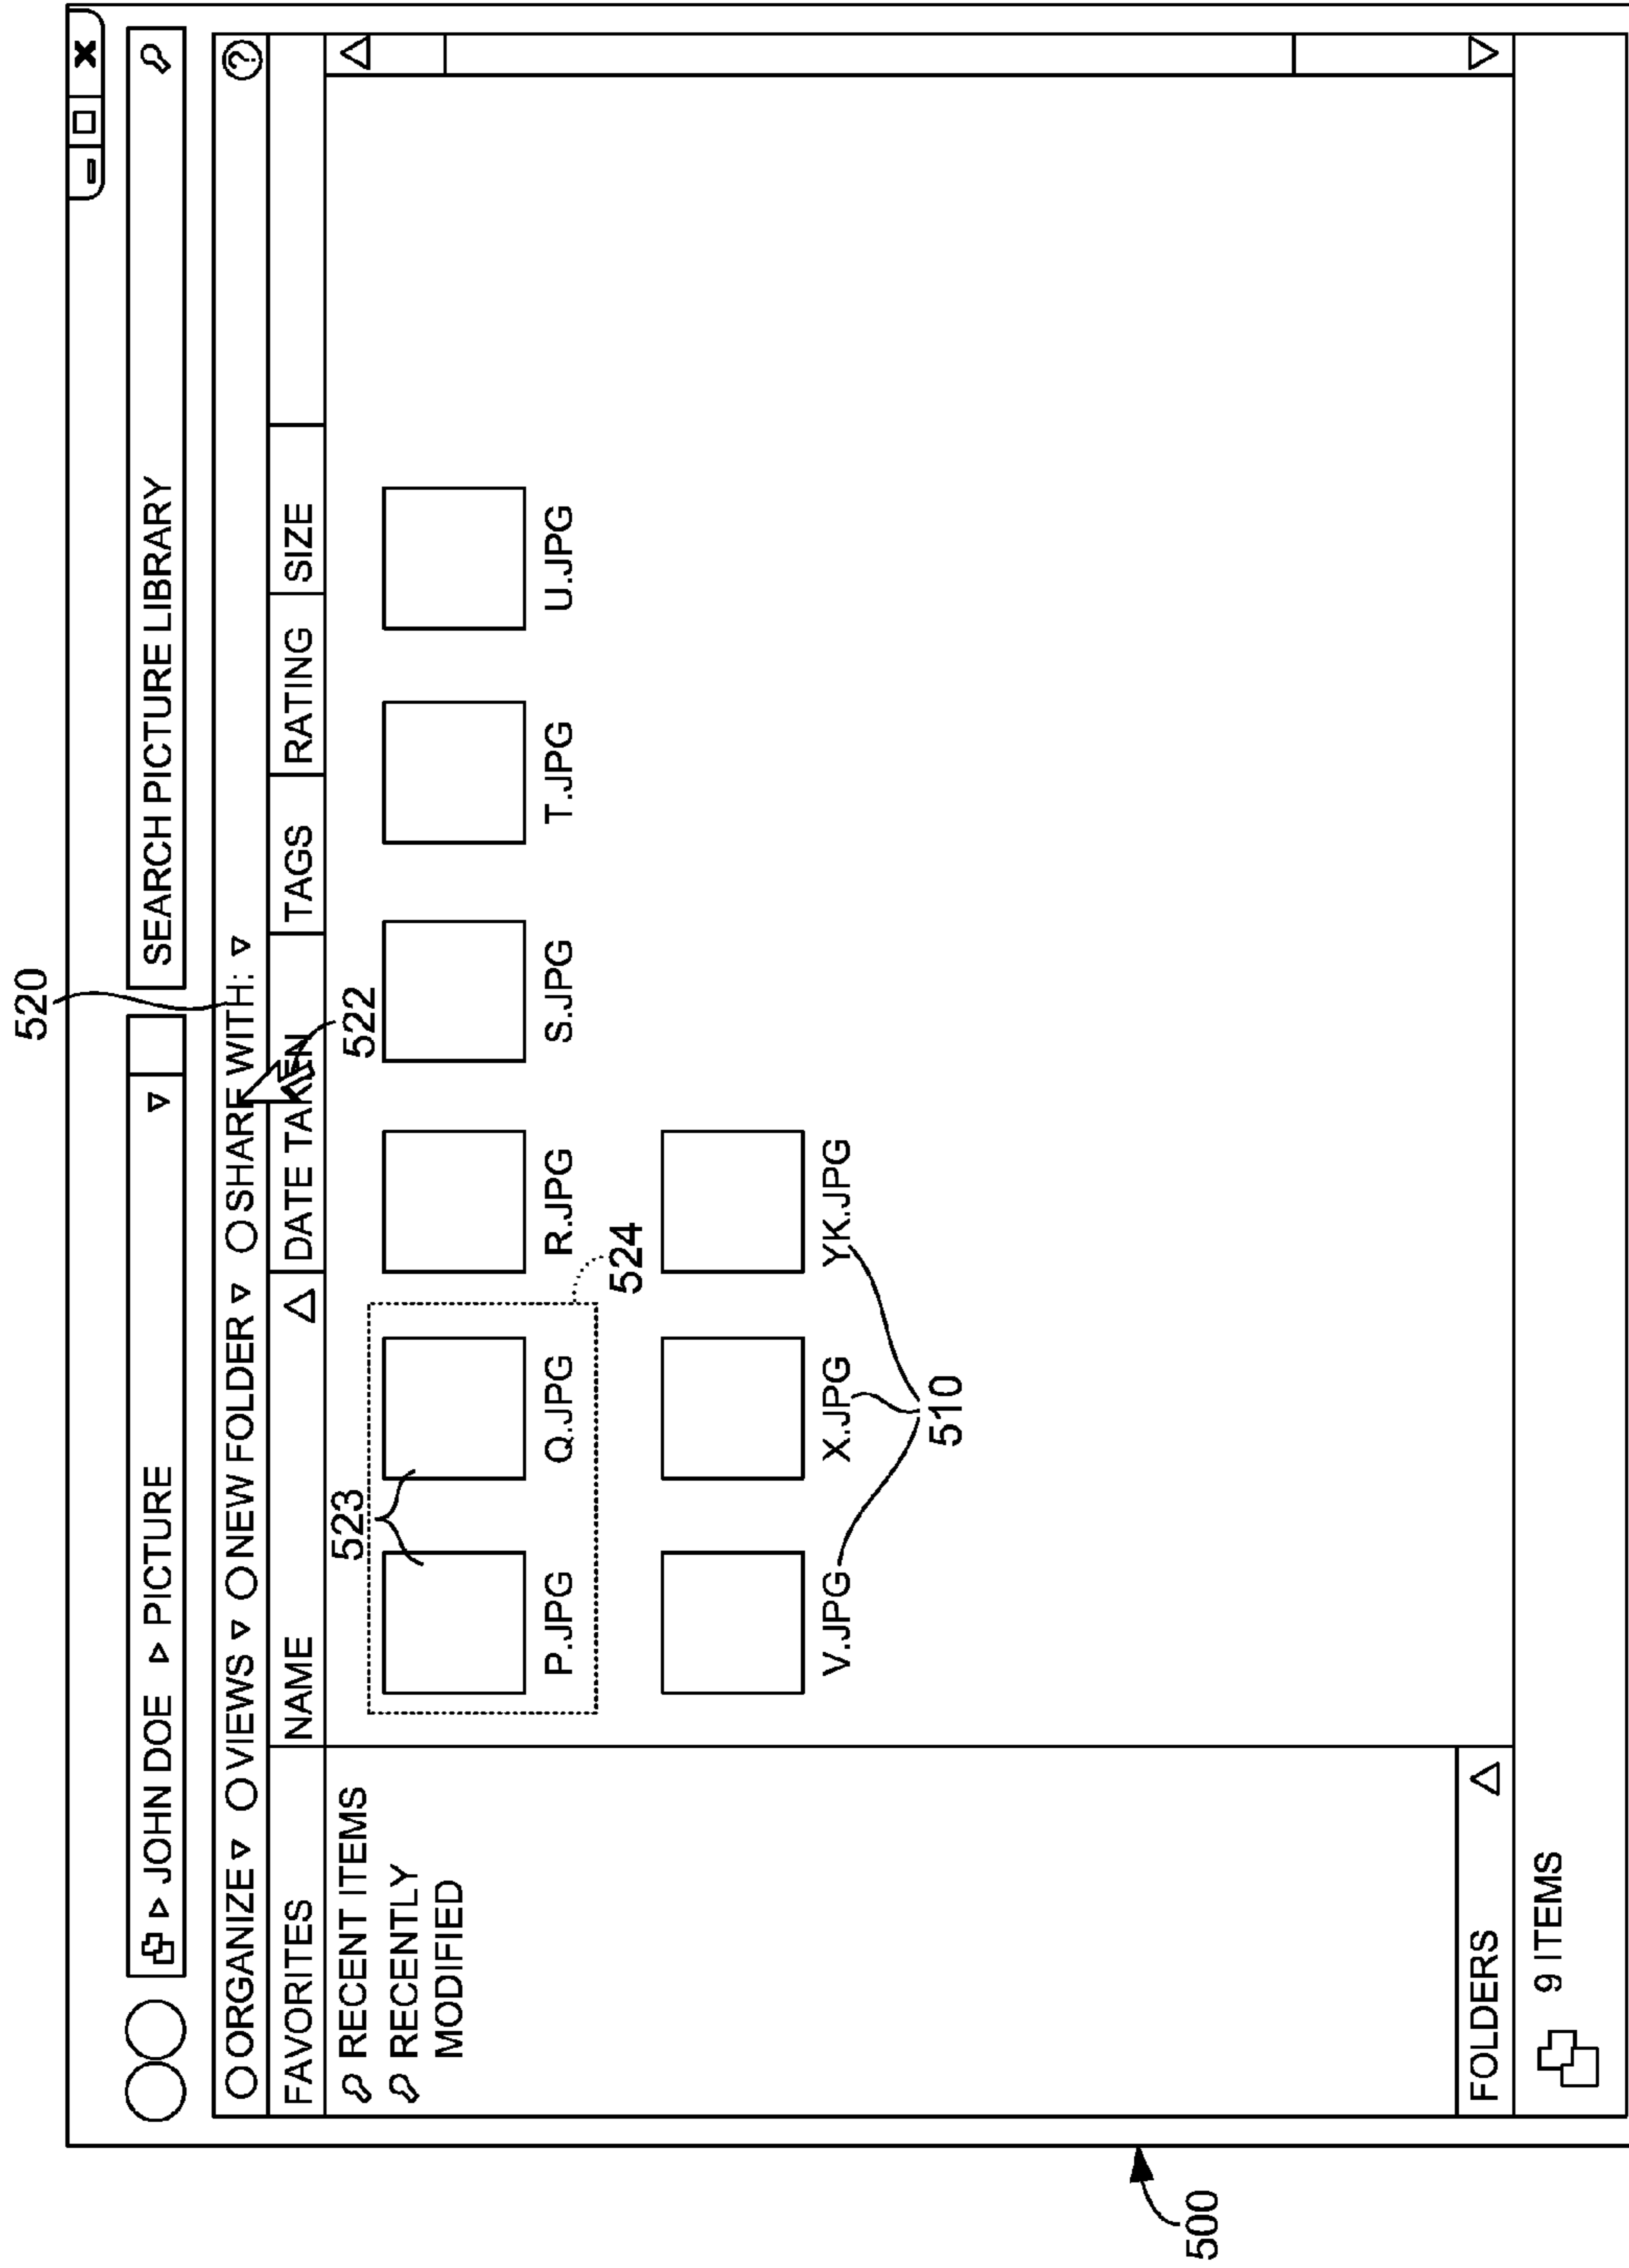 520
JOHN DOE PICTURE
SEARCH PICTURE LIBRARY
ORGANIZE VIEWS NEW FOLDER SHARE WITH: ?
FAVORITES NAME DATE TAKEN TAGS RATING SIZE
RECENT ITEMS
RECENTLY
MODIFIED
523
522
P.JPG Q.JPG R.JPG S.JPG T.JPG U.JPG
524
V.JPG X.JPG YK.JPG
510
FOLDERS
9 ITEMS
500